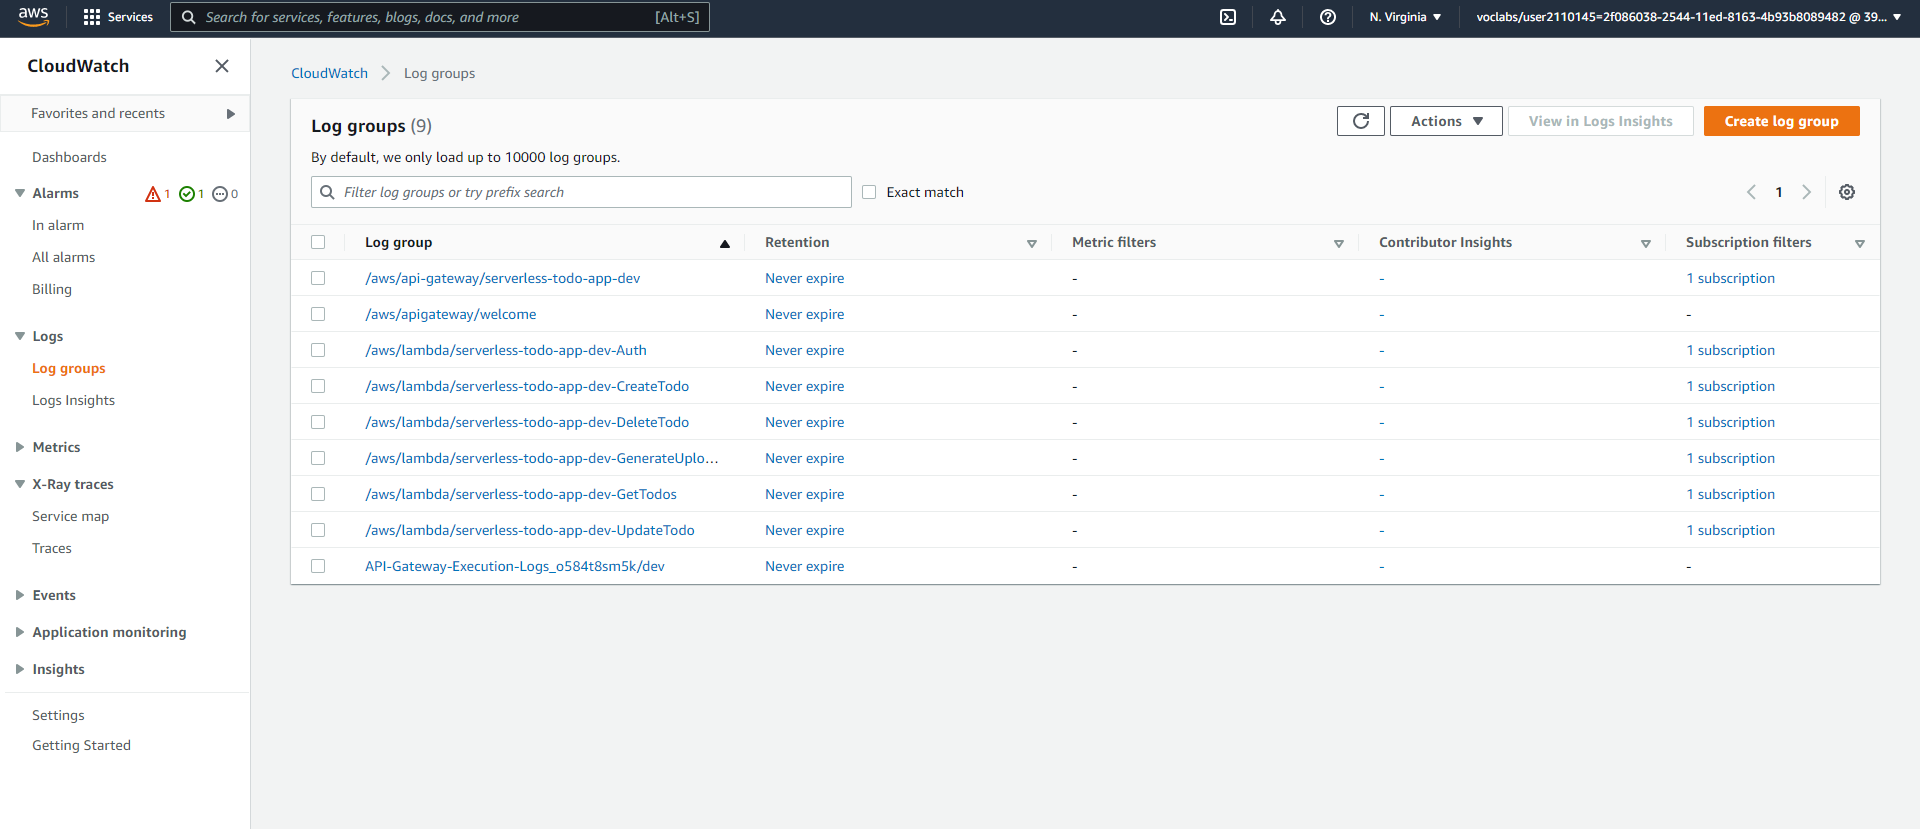 aws Services Search for services, features, blogs, docs, and more [Alt+S] N. Virginia voclabs/user2110145=2f086038-2544-11ed-8163-4b93b8089482 @ 39...
CloudWatch
Favorites and recents
Dashboards
Alarms 1 1 0
In alarm
All alarms
Billing
Logs
Log groups
Logs Insights
Metrics
X-Ray traces
Service map
Traces
Events
Application monitoring
Insights
Settings
Getting Started
CloudWatch Log groups
Log groups (9) Actions View in Logs Insights Create log group
By default, we only load up to 10000 log groups.
Filter log groups or try prefix search Exact match 1
Log group Retention Metric filters Contributor Insights Subscription filters
/aws/api-gateway/serverless-todo-app-dev Never expire - - 1 subscription
/aws/apigateway/welcome Never expire - - -
/aws/lambda/serverless-todo-app-dev-Auth Never expire - - 1 subscription
/aws/lambda/serverless-todo-app-dev-CreateTodo Never expire - - 1 subscription
/aws/lambda/serverless-todo-app-dev-DeleteTodo Never expire - - 1 subscription
/aws/lambda/serverless-todo-app-dev-GenerateUplo... Never expire - - 1 subscription
/aws/lambda/serverless-todo-app-dev-GetTodos Never expire - - 1 subscription
/aws/lambda/serverless-todo-app-dev-UpdateTodo Never expire - - 1 subscription
API-Gateway-Execution-Logs_o584t8sm5k/dev Never expire - - -